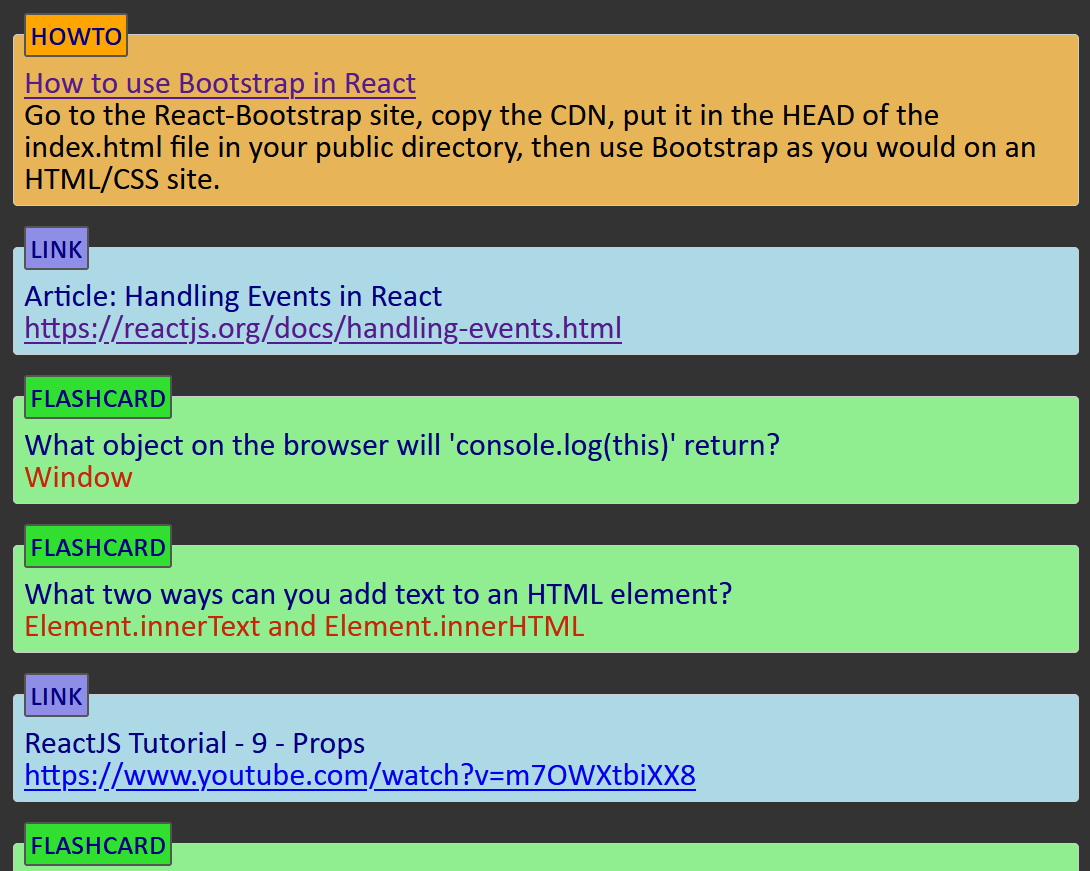 HOWTO
How to use Bootstrap in React
Go to the React-Bootstrap site, copy the CDN, put it in the HEAD of the
index.html file in your public directory, then use Bootstrap as you would on an
HTML/CSS site.
LINK
Article: Handling Events in React
https://reactjs.org/docs/handling-events.html
FLASHCARD
What object on the browser will 'console.log(this)' return?
Window
FLASHCARD
What two ways can you add text to an HTML element?
Element.innerText and Element.innerHTML
LINK
ReactJS Tutorial - 9 - Props
https://www.youtube.com/watch?v=m7OWXtbiXX8
FLASHCARD